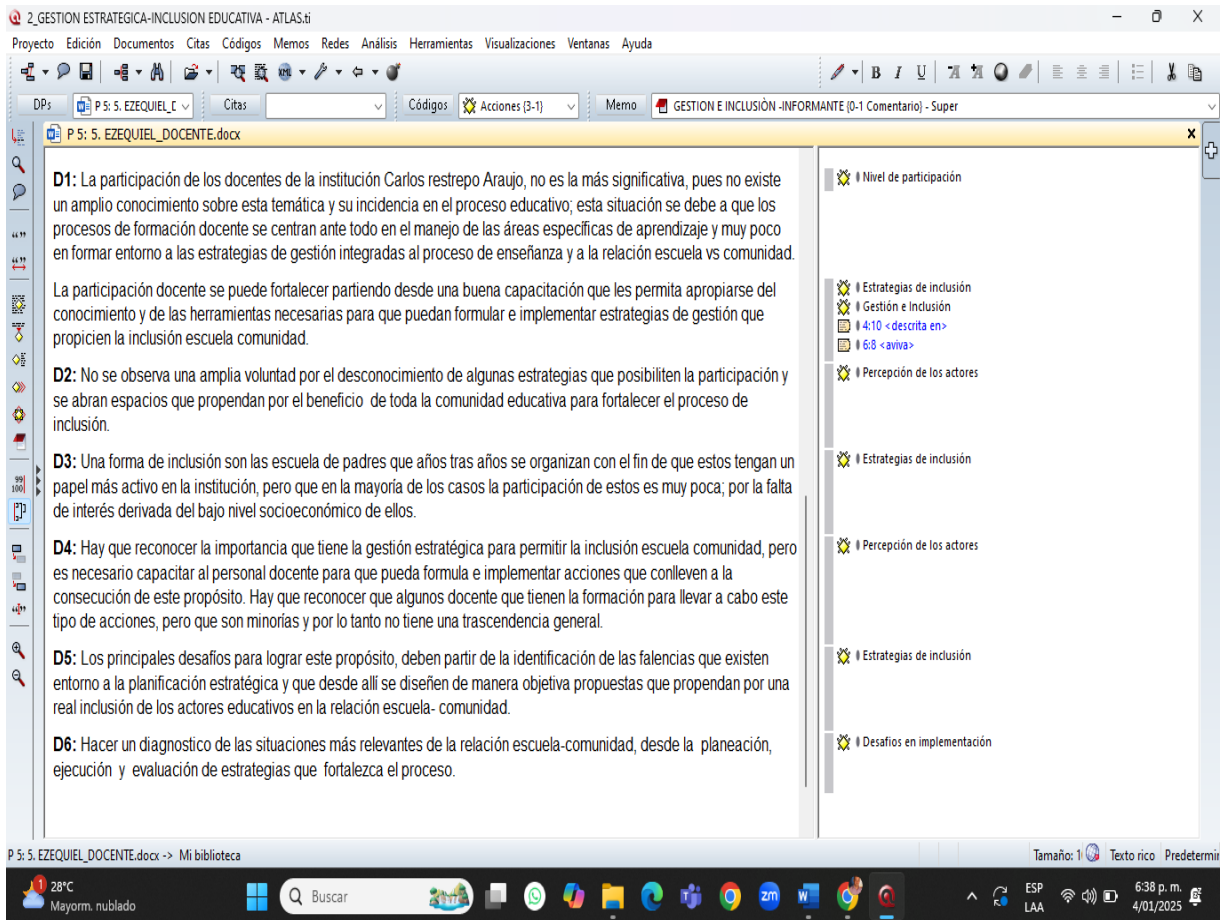 2_GESTION ESTRATEGICA-INCLUSION EDUCATIVA - ATLAS.ti
Proyecto Edición Documentos Citas Códigos Memos Redes Análisis Herramientas Visualizaciones Ventanas Ayuda
B I U
DPs P 5: 5. EZEQUIEL_D Citas Códigos Acciones {3-1} Memo GESTION E INCLUSIÒN -INFORMANTE {0-1 Comentario} - Super
P 5: 5. EZEQUIEL_DOCENTE.docx
D1: La participación de los docentes de la institución Carlos restrepo Araujo, no es la más significativa, pues no existe
un amplio conocimiento sobre esta temática y su incidencia en el proceso educativo; esta situación se debe a que los
procesos de formación docente se centran ante todo en el manejo de las áreas específicas de aprendizaje y muy poco
en formar entorno a las estrategias de gestión integradas al proceso de enseñanza y a la relación escuela vs comunidad.
La participación docente se puede fortalecer partiendo desde una buena capacitación que les permita apropiarse del
conocimiento y de las herramientas necesarias para que puedan formular e implementar estrategias de gestión que
propicien la inclusión escuela comunidad.
D2: No se observa una amplia voluntad por el desconocimiento de algunas estrategias que posibiliten la participación y
se abran espacios que propendan por el beneficio de toda la comunidad educativa para fortalecer el proceso de
inclusión.
D3: Una forma de inclusión son las escuela de padres que años tras años se organizan con el fin de que estos tengan un
papel más activo en la institución, pero que en la mayoría de los casos la participación de estos es muy poca; por la falta
de interés derivada del bajo nivel socioeconómico de ellos.
D4: Hay que reconocer la importancia que tiene la gestión estratégica para permitir la inclusión escuela comunidad, pero
es necesario capacitar al personal docente para que pueda formula e implementar acciones que conlleven a la
consecución de este propósito. Hay que reconocer que algunos docente que tienen la formación para llevar a cabo este
tipo de acciones, pero que son minorías y por lo tanto no tiene una trascendencia general.
D5: Los principales desafíos para lograr este propósito, deben partir de la identificación de las falencias que existen
entorno a la planificación estratégica y que desde allí se diseñen de manera objetiva propuestas que propendan por una
real inclusión de los actores educativos en la relación escuela- comunidad.
D6: Hacer un diagnostico de las situaciones más relevantes de la relación escuela-comunidad, desde la planeación,
ejecución y evaluación de estrategias que fortalezca el proceso.
Nivel de participación
Estrategias de inclusión
Gestión e Inclusión
4:10 <descrita en>
6:8 <aviva>
Percepción de los actores
Estrategias de inclusión
Percepción de los actores
Estrategias de inclusión
Desafios en implementación
P 5: 5. EZEQUIEL_DOCENTE.docx -> Mi biblioteca
Tamaño: 1 Texto rico Predetermin
1
28°C
Mayorm. nublado
Buscar
zm
ESP
LAA
6:38 p. m.
4/01/2025